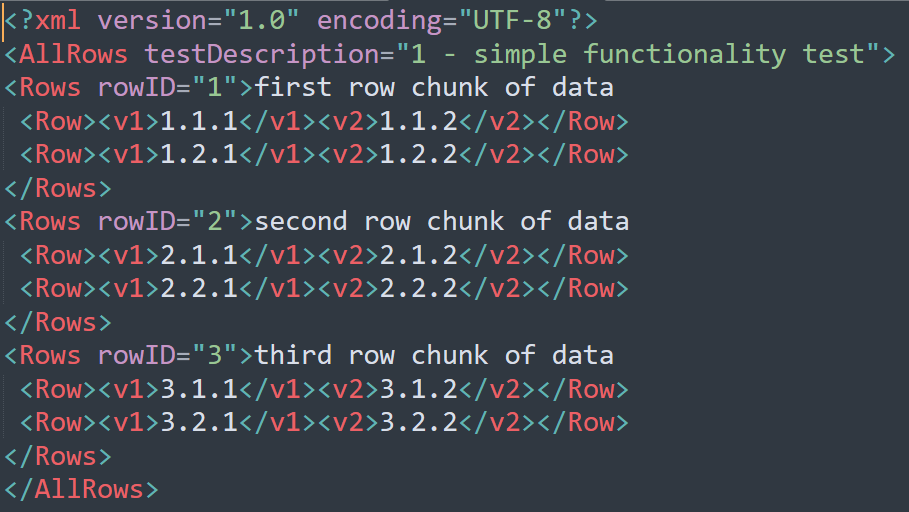 <?xml version="1.0" encoding="UTF-8"?>
<AllRows testDescription="1 - simple functionality test">
<Rows rowID="1">first row chunk of data
<Row><v1>1.1.1</v1><v2>1.1.2</v2></Row>
<Row><v1>1.2.1</v1><v2>1.2.2</v2></Row>
</Rows>
<Rows rowID="2">second row chunk of data
<Row><v1>2.1.1</v1><v2>2.1.2</v2></Row>
<Row><v1>2.2.1</v1><v2>2.2.2</v2></Row>
</Rows>
<Rows rowID="3">third row chunk of data
<Row><v1>3.1.1</v1><v2>3.1.2</v2></Row>
<Row><v1>3.2.1</v1><v2>3.2.2</v2></Row>
</Rows>
</AllRows>